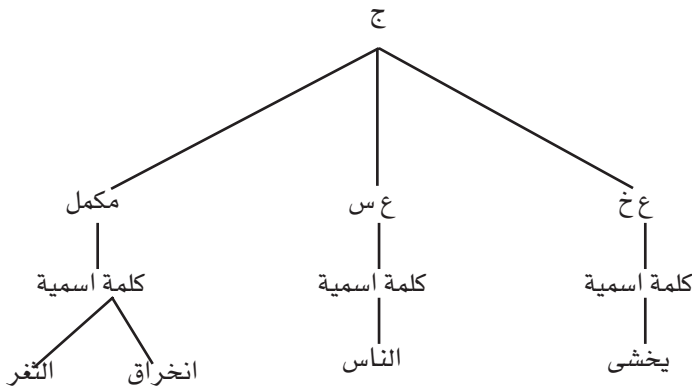 ج
ع خ ع س مكمل
كلمة اسمية كلمة اسمية كلمة اسمية
يخشى الناس انخراق الثغر